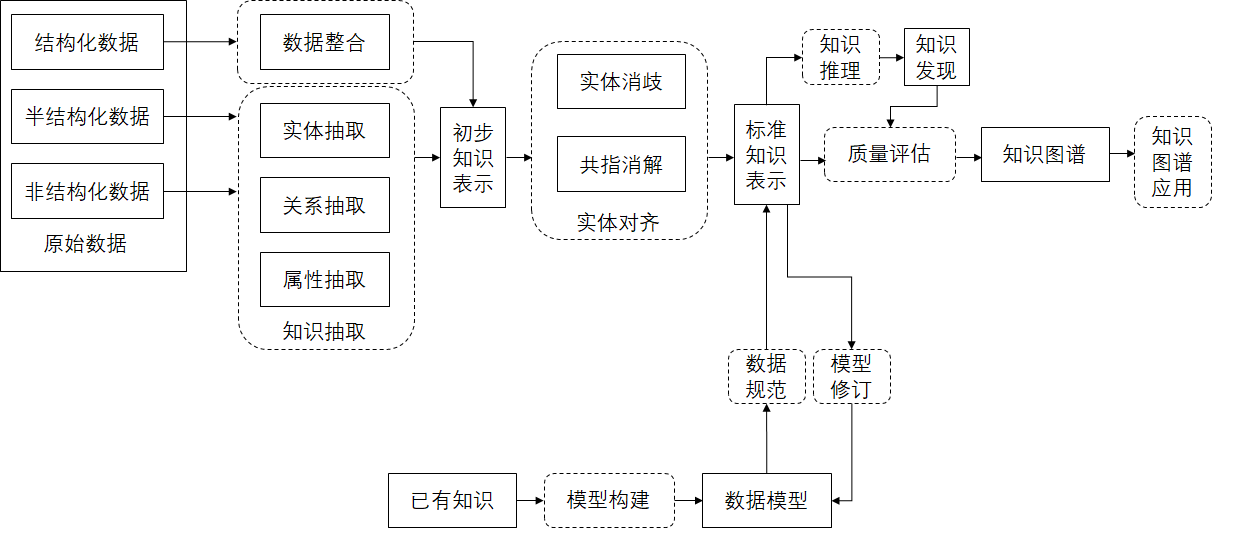 结构化数据
半结构化数据
非结构化数据
原始数据
数据整合
实体抽取
关系抽取
属性抽取
知识抽取
初步
知识
表示
实体消歧
共指消解
实体对齐
标准
知识
表示
知识
推理
知识
发现
质量评估
知识图谱
知识
图谱
应用
数据
规范
模型
修订
已有知识
模型构建
数据模型